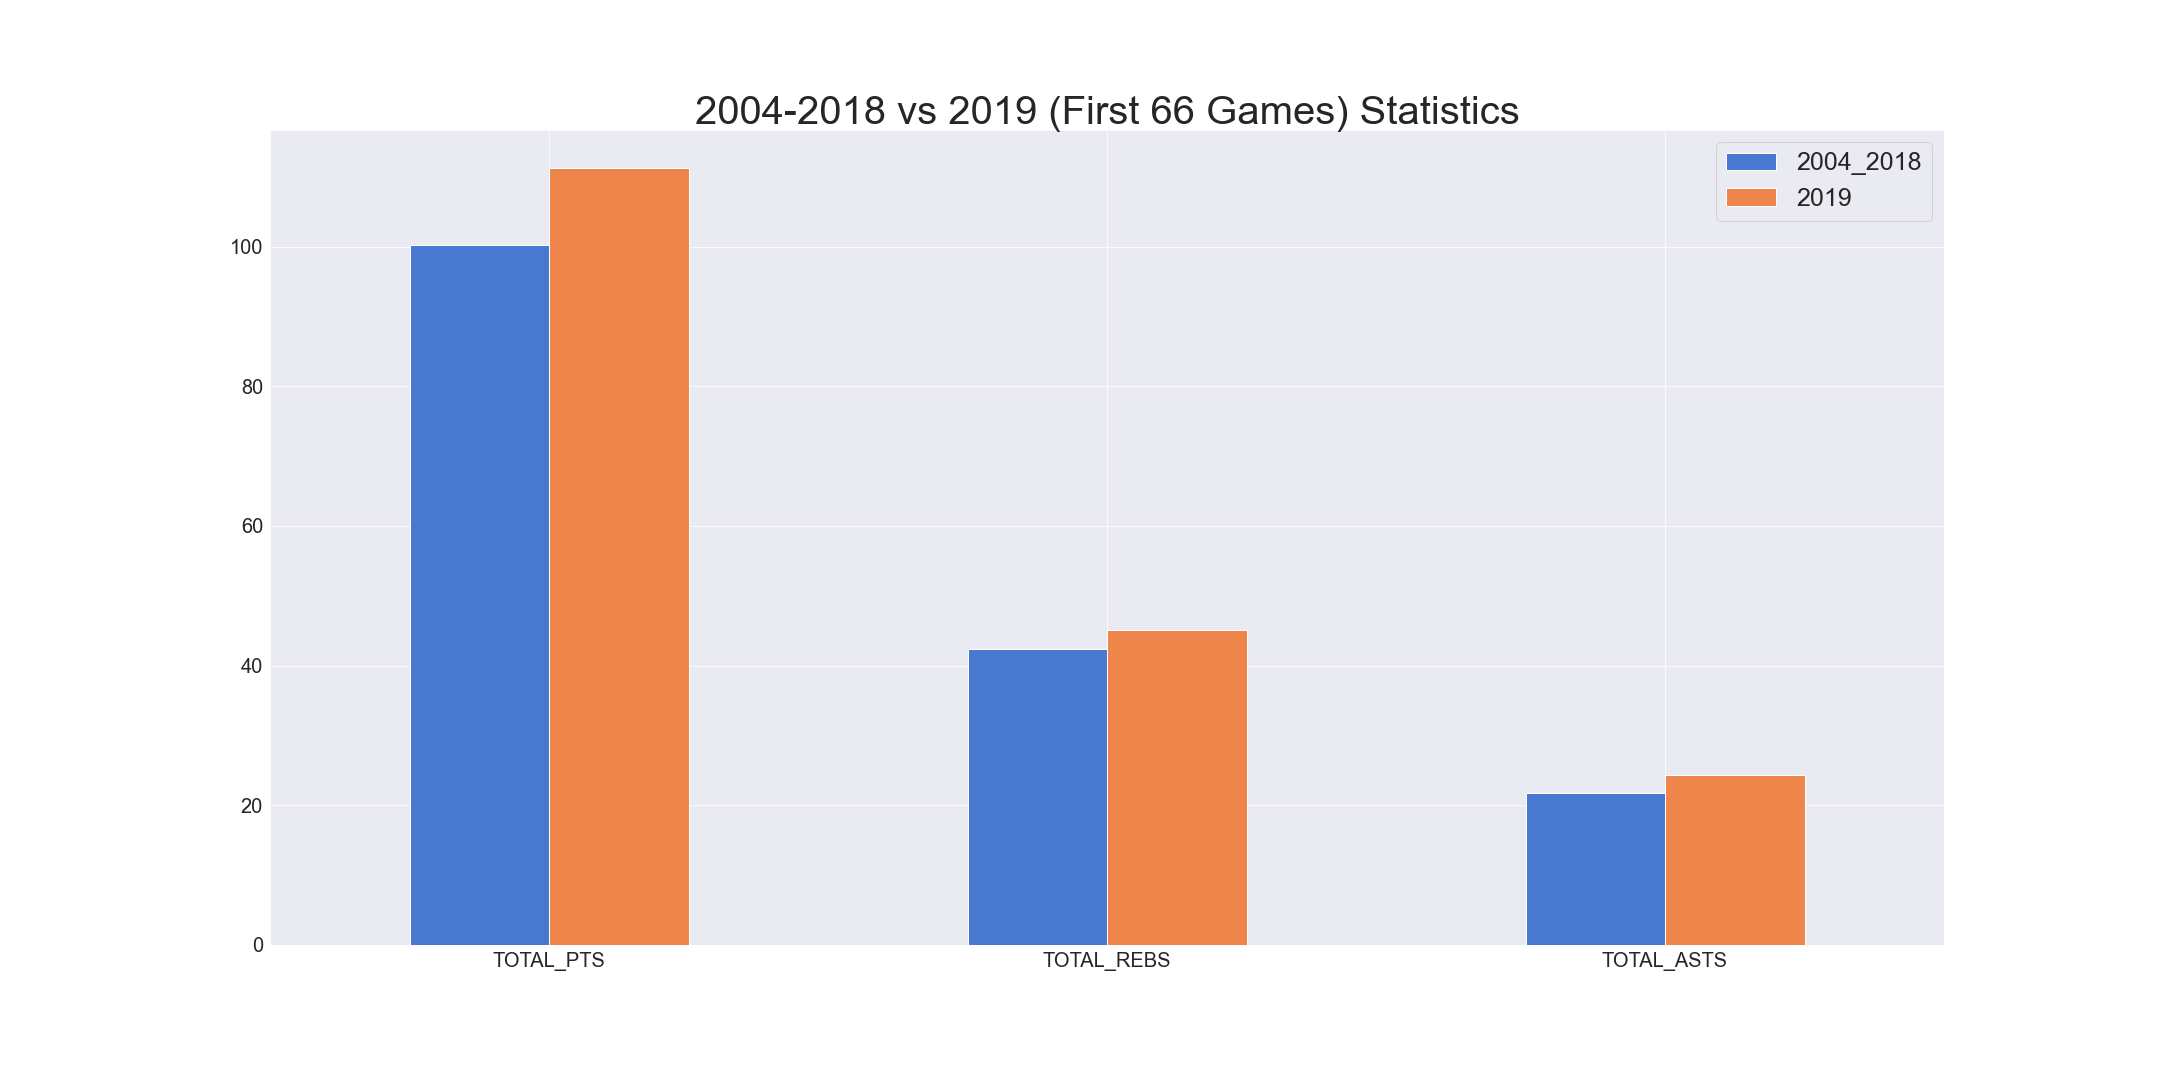 2004-2018 vs 2019 (First 66 Games) Statistics
2004_2018
2019
100
80
60
40
20
0
TOTAL_PTS
TOTAL_REBS
TOTAL_ASTS